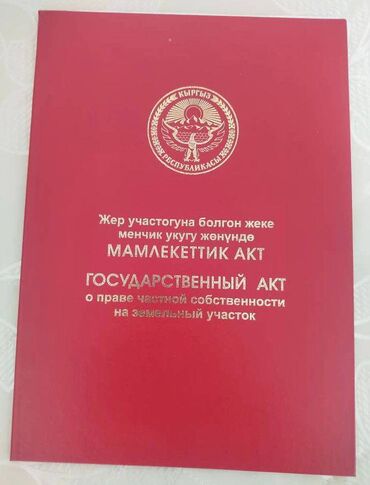 КЫРГЫЗ
РЕСПУБЛИКАСЫ
Жер участогуна болгон жеке
менчик укугу жөнүндө
МАМЛЕКЕТТИК АКТ
ГОСУДАРСТВЕННЫЙ АКТ
о праве частной собственности
на земельный участок